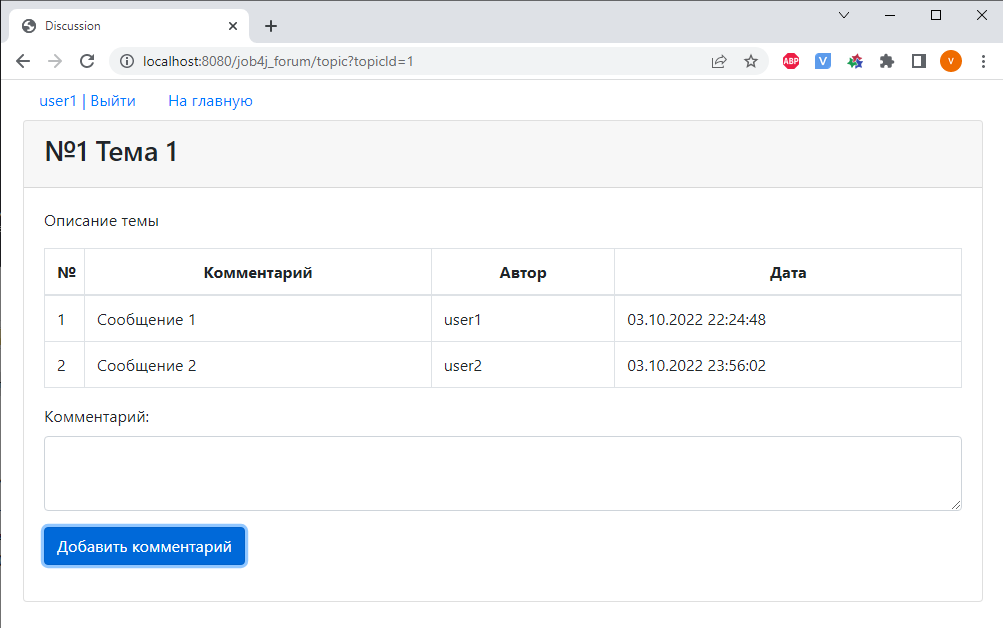 Discussion
localhost:8080/job4j_forum/topic?topicId=1
ABP
V
V
user1 | Выйти На главную
№1 Тема 1
Описание темы
№ Комментарий Автор Дата
1 Сообщение 1 user1 03.10.2022 22:24:48
2 Сообщение 2 user2 03.10.2022 23:56:02
Комментарий:
Добавить комментарий